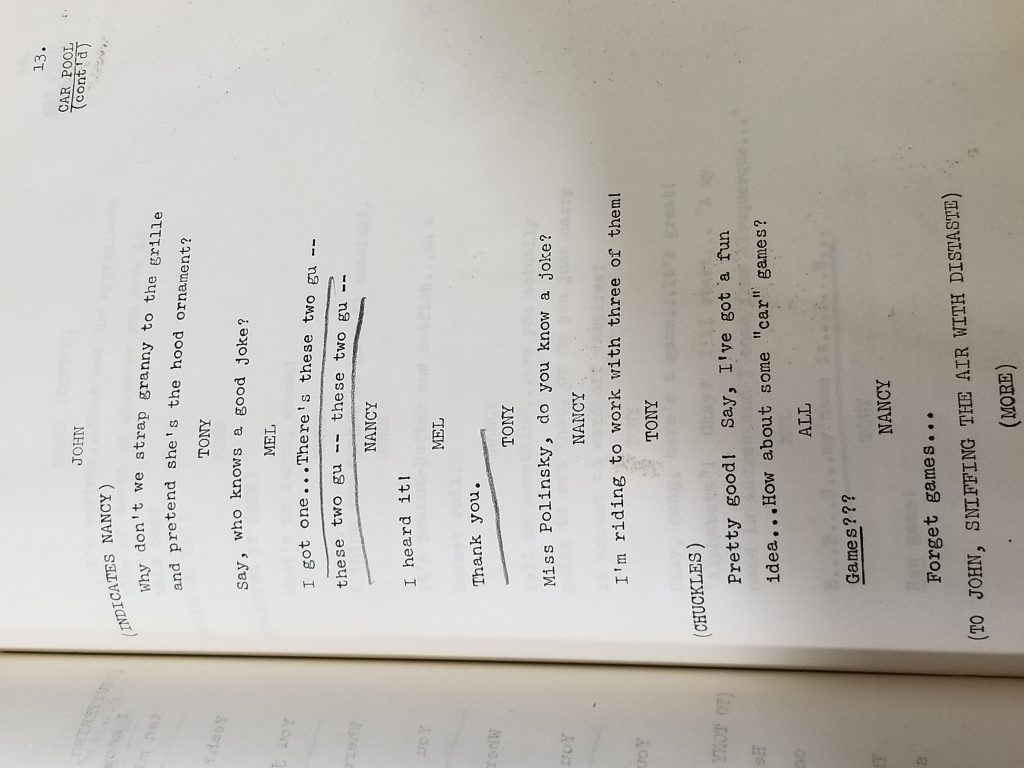 13.
CAR POOL
(cont'd)
JOHN
(INDICATES NANCY)
Why don't we strap granny to the grille
and pretend she's the hood ornament?
TONY
Say, who knows a good joke?
MEL
I got one...There's these two gu --
these two gu -- these two gu --
NANCY
I heard it!
MEL
Thank you.
TONY
Miss Polinsky, do you know a joke?
NANCY
I'm riding to work with three of them!
TONY
(CHUCKLES)
Pretty good! Say, I've got a fun
idea...How about some "car" games?
ALL
Games???
NANCY
Forget games...
(TO JOHN, SNIFFING THE AIR WITH DISTASTE)
(MORE)